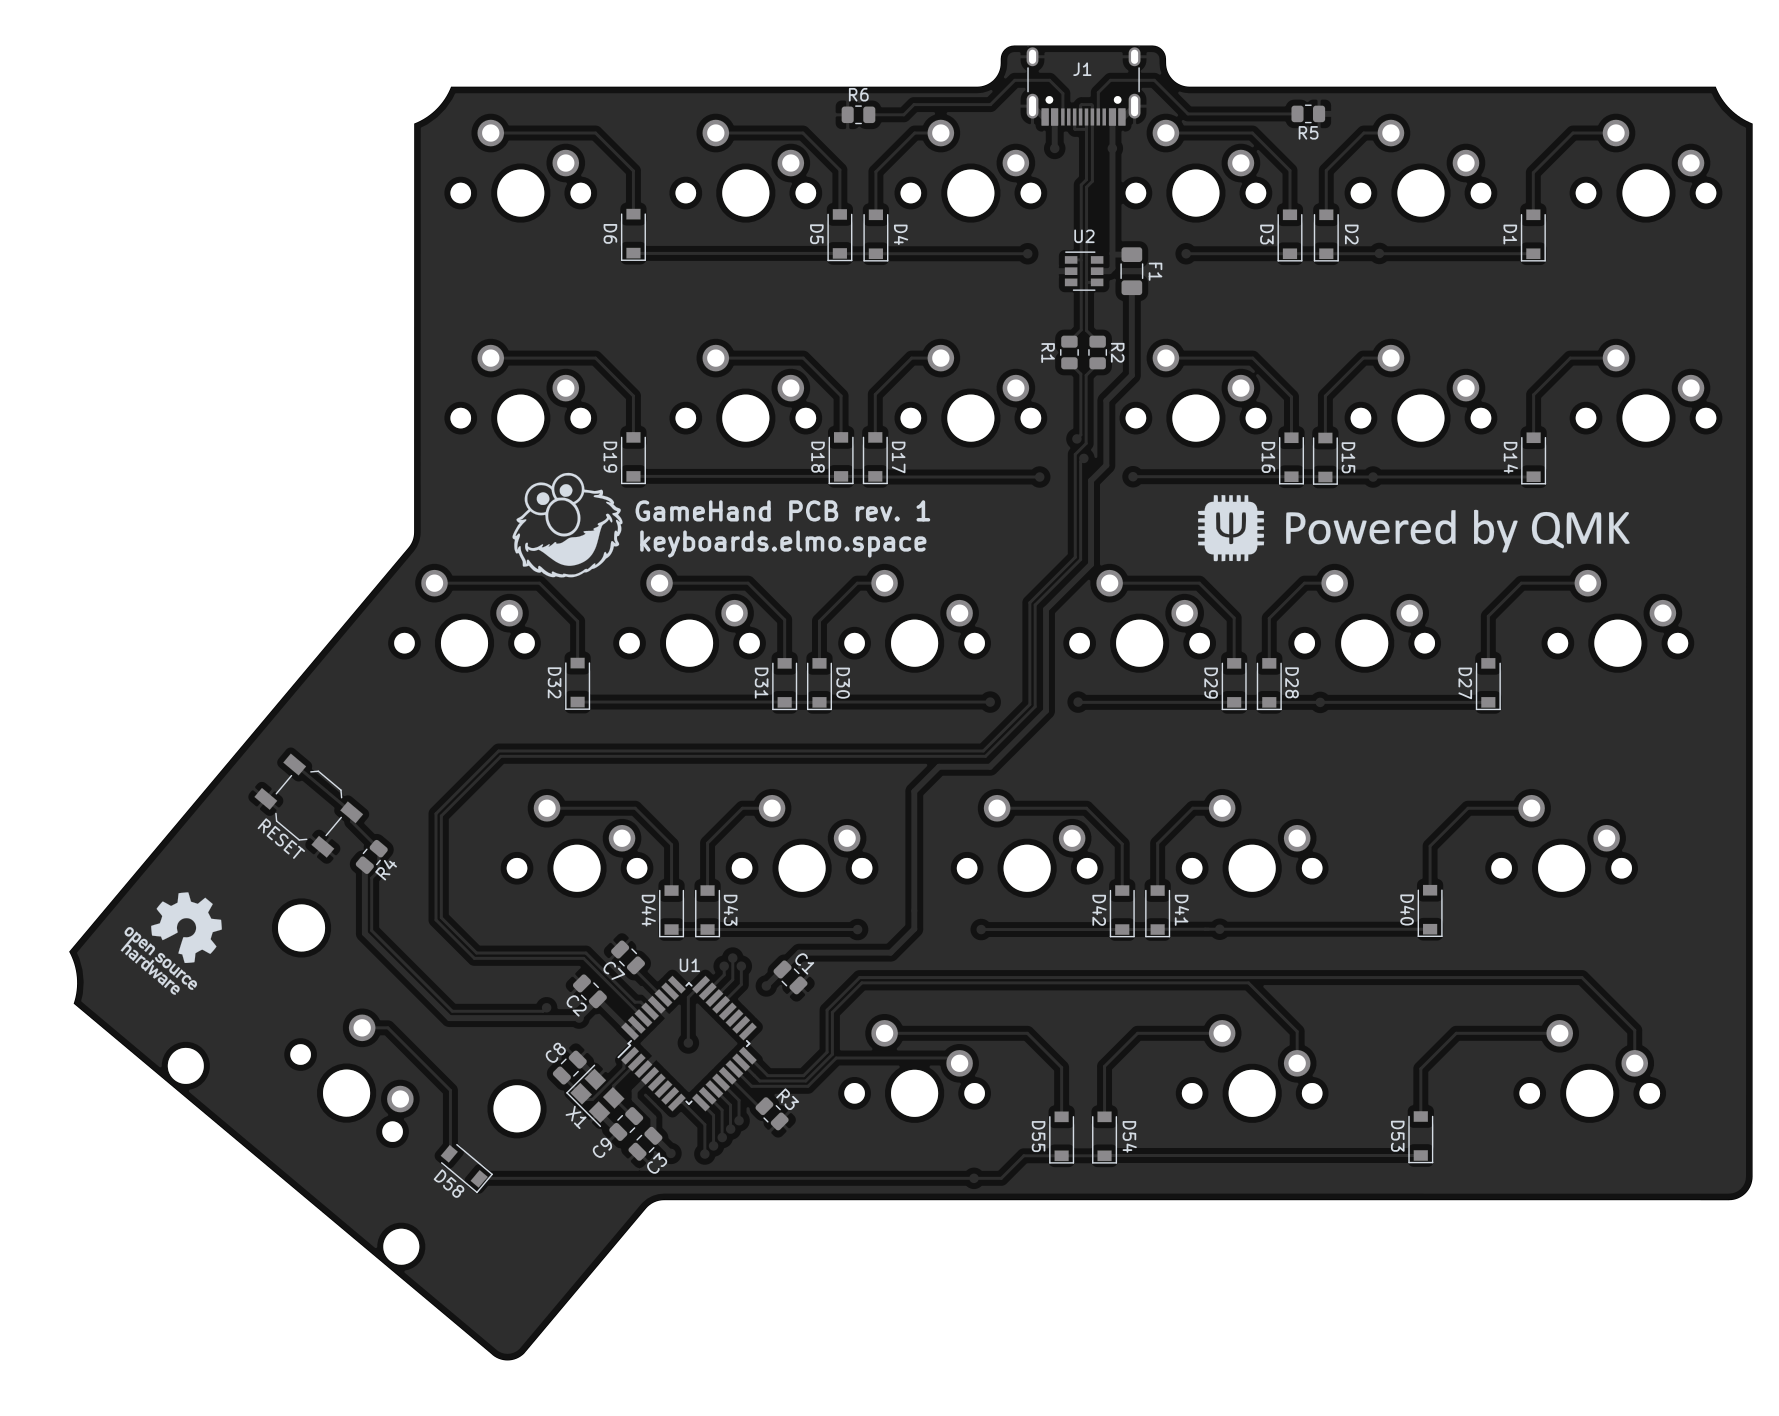 J1
R6
R5
D6
D5
D4
D3
D2
D1
U2
F1
R1
R2
D19
D18
D17
D16
D15
D14
GameHand PCB rev. 1
keyboards.elmo.space
Powered by QMK
D32
D31
D30
D29
D28
D27
RESET
R4
D44
D43
D42
D41
D40
open source
hardware
C7
U1
C1
C2
C8
X1
C9
C3
R3
D55
D54
D53
D58